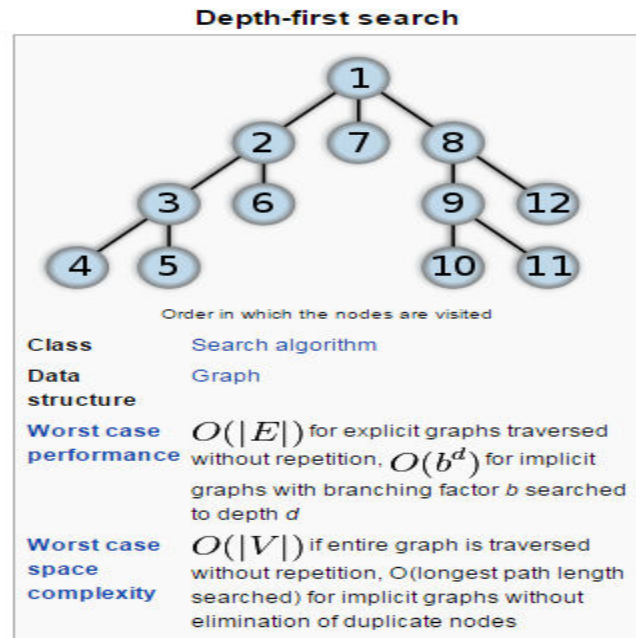 Depth-first search
1
2 7 8
3 6 9 12
4 5 10 11
Order in which the nodes are visited
Class Search algorithm
Data Graph
structure
Worst case O(|E|) for explicit graphs traversed
performance without repetition, O(b^d) for implicit
graphs with branching factor b searched
to depth d
Worst case O(|V|) if entire graph is traversed
space without repetition, O(longest path length
complexity searched) for implicit graphs without
elimination of duplicate nodes